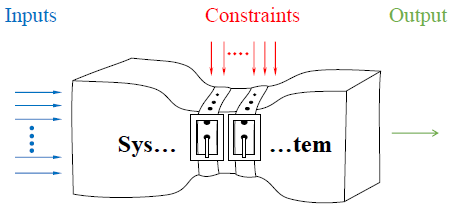 Inputs
Constraints
Output
Sys…
…tem